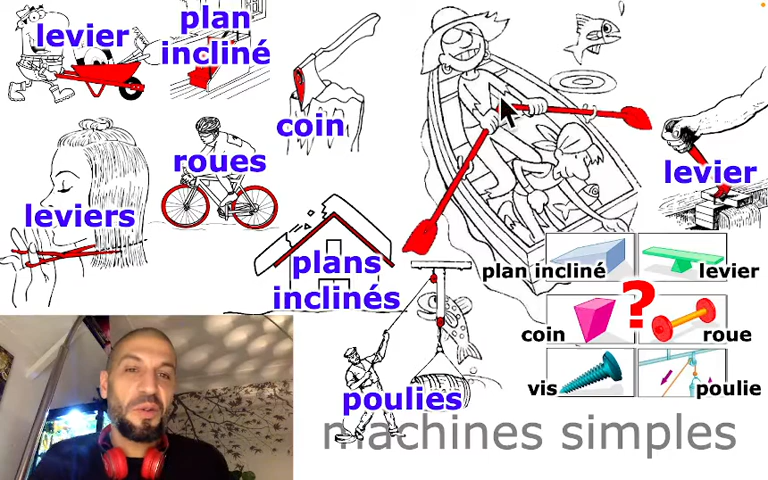 levier
plan
incliné
coin
roues
leviers
levier
plans
inclinés
plan incliné
levier
?
coin
roue
vis
poulie
poulies
machines simples